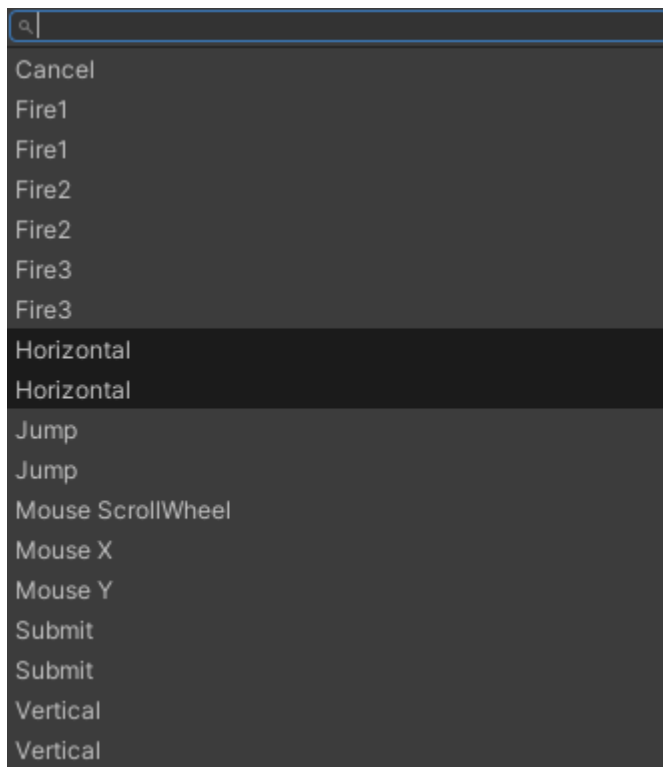 Cancel
Fire1
Fire1
Fire2
Fire2
Fire3
Fire3
Horizontal
Horizontal
Jump
Jump
Mouse ScrollWheel
Mouse X
Mouse Y
Submit
Submit
Vertical
Vertical